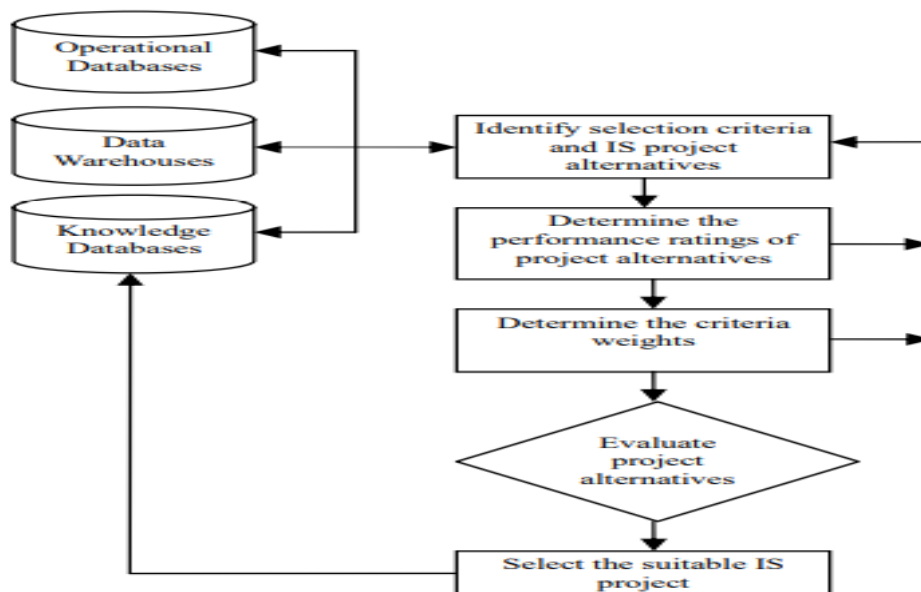 Operational
Databases
Data
Warehouses
Knowledge
Databases
Identify selection criteria
and IS project
alternatives
Determine the
performance ratings of
project alternatives
Determine the criteria
weights
Evaluate
project
alternatives
Select the suitable IS
project